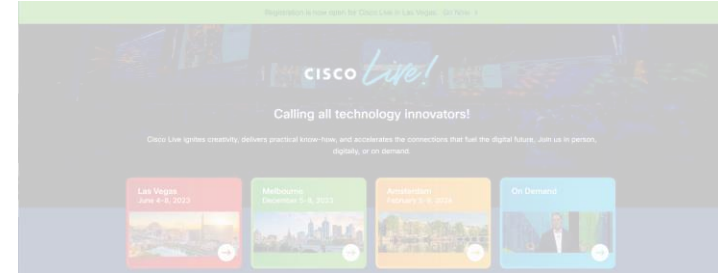 Registration is now open for Cisco Live in Las Vegas. Go Now >
CISCO Live!
Calling all technology innovators!
Cisco Live ignites creativity, delivers practical know-how, and accelerates the connections that fuel the digital future. Join us in person,
digitally, or on demand.
Las Vegas
June 4-8, 2023
Melbourne
December 5-8, 2023
Amsterdam
February 5-9, 2024
On Demand